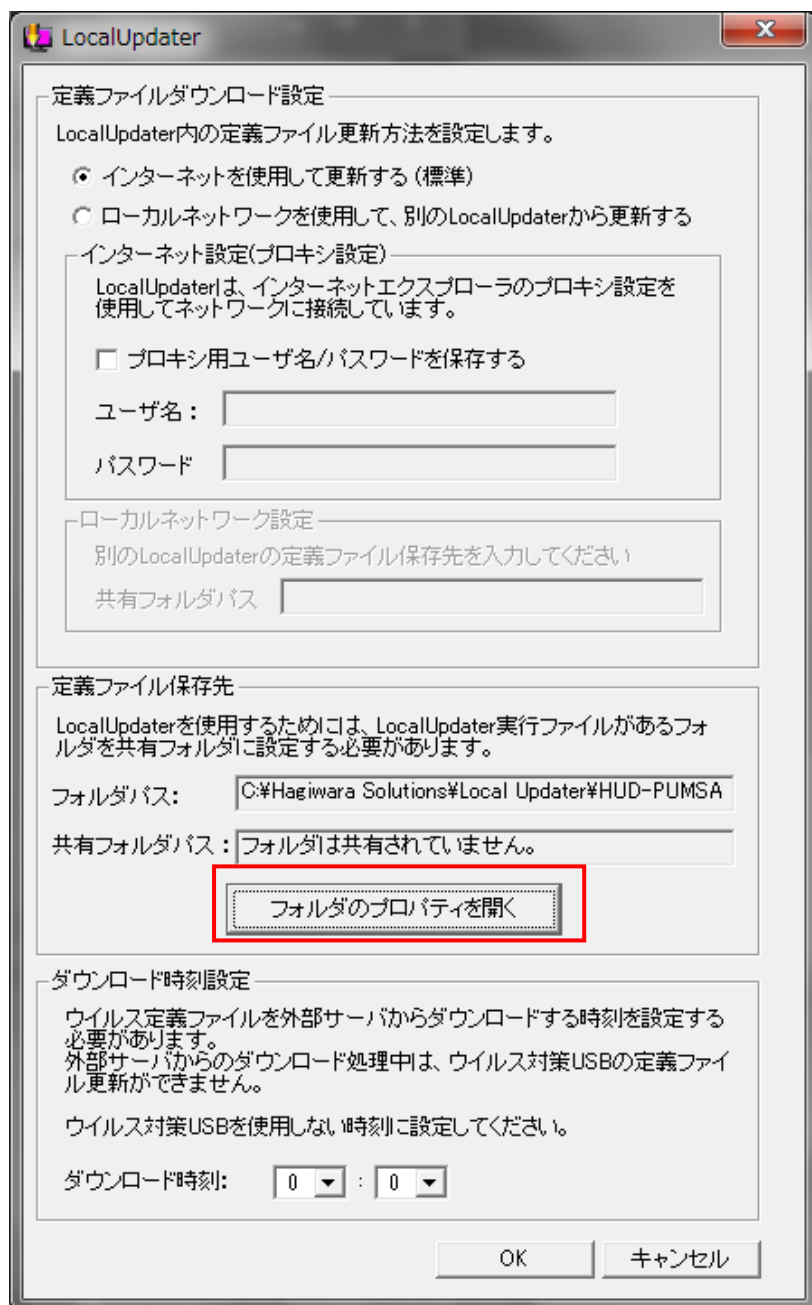 LocalUpdater
定義ファイルダウンロード設定
LocalUpdater内の定義ファイル更新方法を設定します。
インターネットを使用して更新する(標準)
ローカルネットワークを使用して、別のLocalUpdaterから更新する
インターネット設定(プロキシ設定)
LocalUpdaterは、インターネットエクスプローラのプロキシ設定を
使用してネットワークに接続しています。
プロキシ用ユーザ名/パスワードを保存する
ユーザ名：
パスワード
ローカルネットワーク設定
別のLocalUpdaterの定義ファイル保存先を入力してください
共有フォルダパス
定義ファイル保存先
LocalUpdaterを使用するためには、LocalUpdater実行ファイルがあるフォ
ルダを共有フォルダに設定する必要があります。
フォルダパス: C:¥Hagiwara Solutions¥Local Updater¥HUD-PUMSA
共有フォルダパス：フォルダは共有されていません。
フォルダのプロパティを開く
ダウンロード時刻設定
ウイルス定義ファイルを外部サーバからダウンロードする時刻を設定する
必要があります。
外部サーバからのダウンロード処理中は、ウイルス対策USBの定義ファイ
ル更新ができません。
ウイルス対策USBを使用しない時刻に設定してください。
ダウンロード時刻: 0 : 0
OK キャンセル